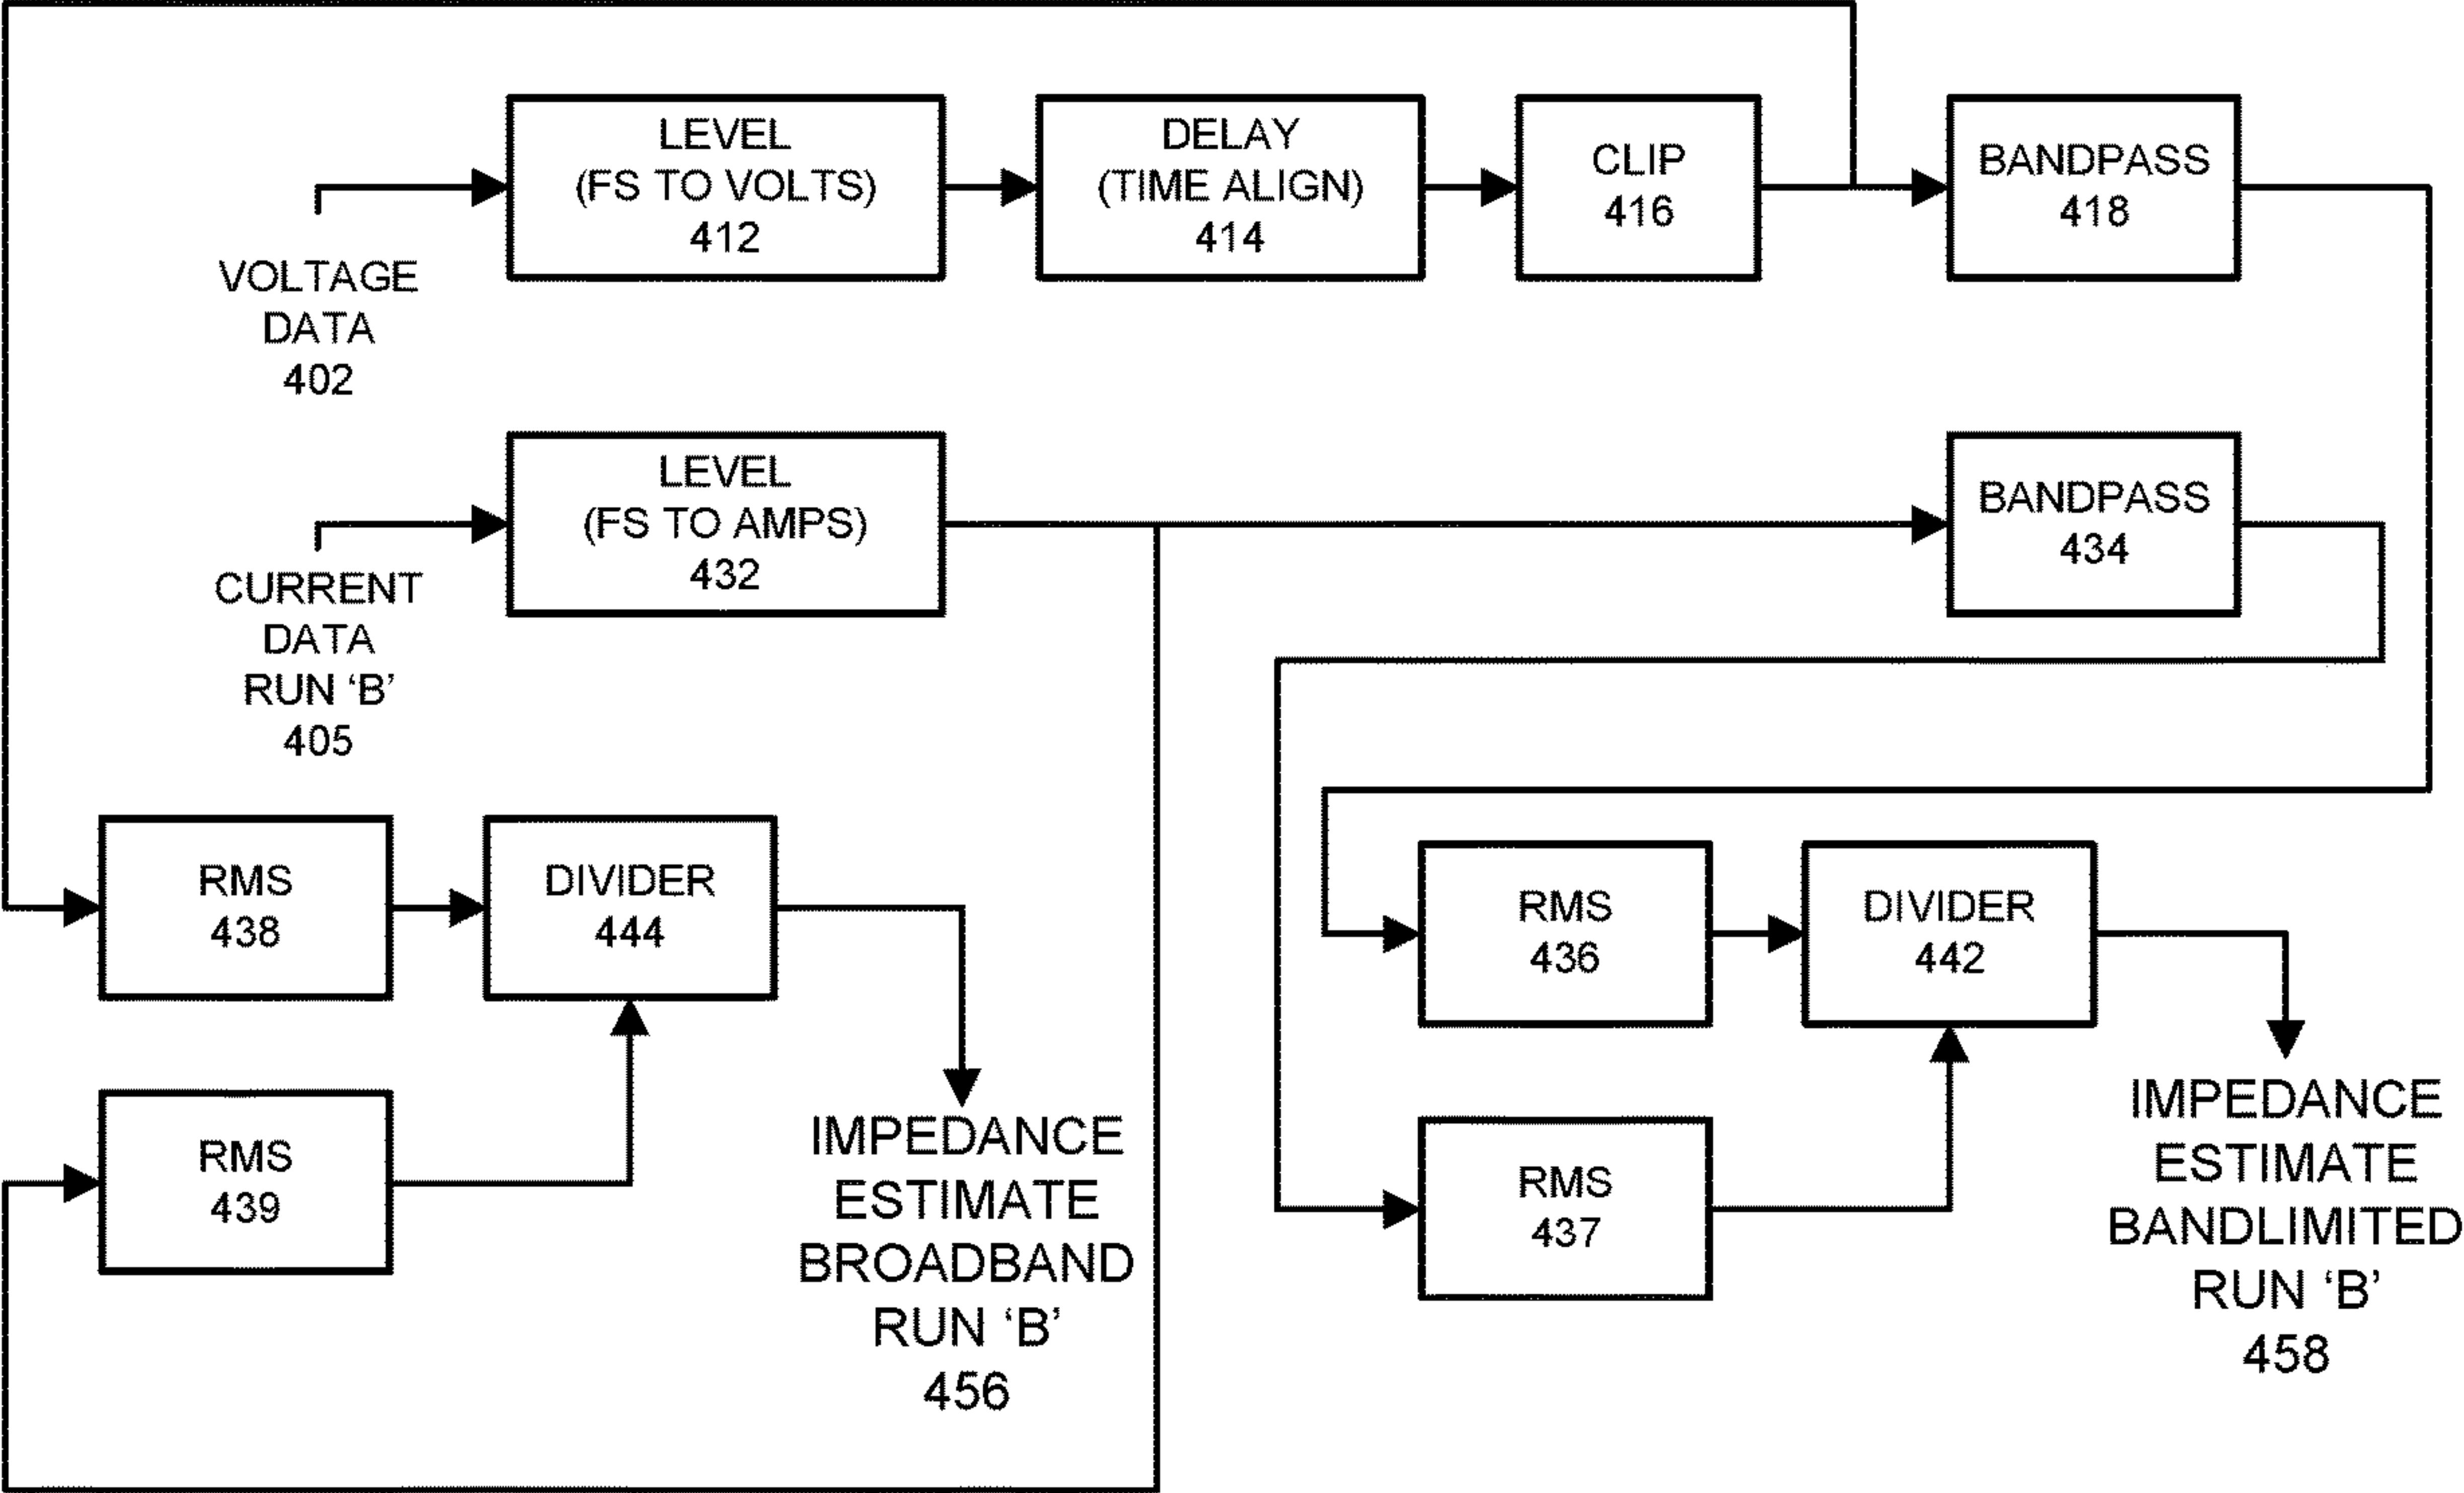 LEVEL
(FS TO VOLTS)
412
DELAY
(TIME ALIGN)
414
CLIP
416
BANDPASS
418
VOLTAGE
DATA
402
LEVEL
(FS TO AMPS)
432
BANDPASS
434
CURRENT
DATA
RUN ‘B’
405
RMS
438
DIVIDER
444
RMS
436
DIVIDER
442
RMS
439
IMPEDANCE
ESTIMATE
BROADBAND
RUN ‘B’
456
RMS
437
IMPEDANCE
ESTIMATE
BANDLIMITED
RUN ‘B’
458